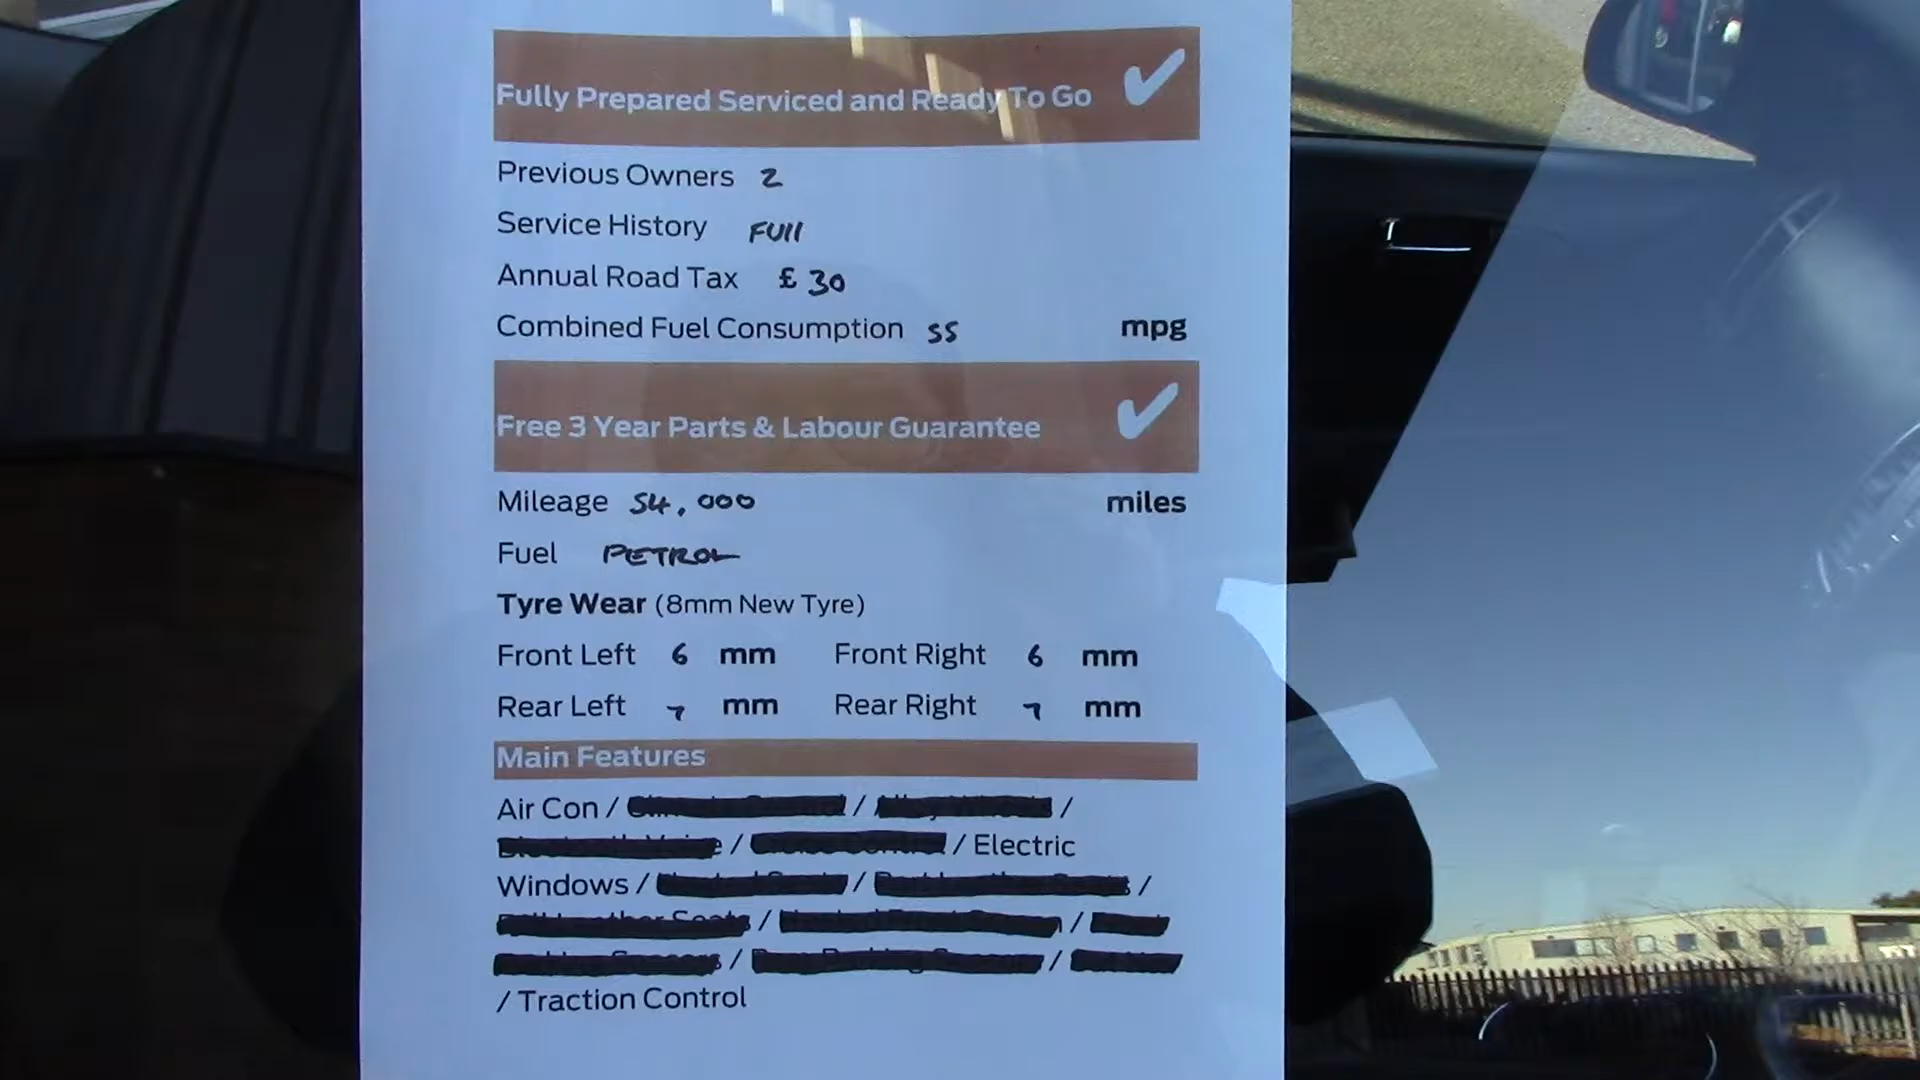 Fully Prepared Serviced and Ready To Go
Previous Owners 2
Service History FUll
Annual Road Tax £ 30
Combined Fuel Consumption 55 mpg
Free 3 Year Parts & Labour Guarantee
Mileage 54,000 miles
Fuel PETROL
Tyre Wear (8mm New Tyre)
Front Left 6 mm Front Right 6 mm
Rear Left 7 mm Rear Right 7 mm
Main Features
Air Con / / /
/ / Electric
Windows / / /
/ /
/ /
/ Traction Control